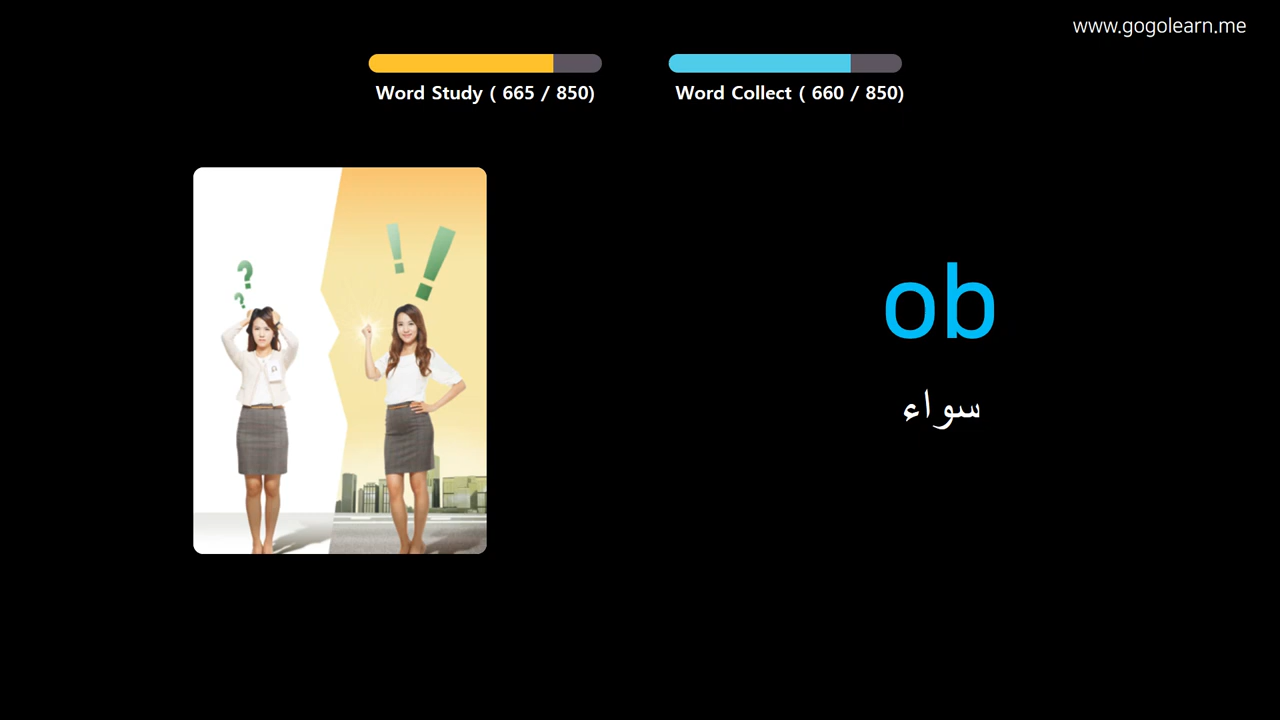 www.gogolearn.me
Word Study ( 665 / 850)
Word Collect ( 660 / 850)
? ?
! !
ob
سواء